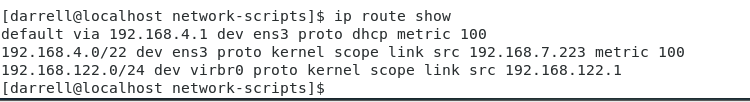 [darrell@localhost network-scripts]$ ip route show
default via 192.168.4.1 dev ens3 proto dhcp metric 100
192.168.4.0/22 dev ens3 proto kernel scope link src 192.168.7.223 metric 100
192.168.122.0/24 dev virbr0 proto kernel scope link src 192.168.122.1
[darrell@localhost network-scripts]$